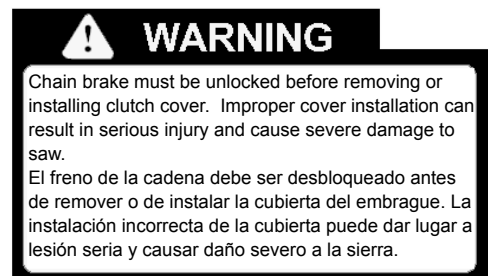 WARNING
Chain brake must be unlocked before removing or
installing clutch cover.  Improper cover installation can
result in serious injury and cause severe damage to
saw.
El freno de la cadena debe ser desbloqueado antes
de remover o de instalar la cubierta del embrague. La
instalación incorrecta de la cubierta puede dar lugar a
lesión seria y causar daño severo a la sierra.